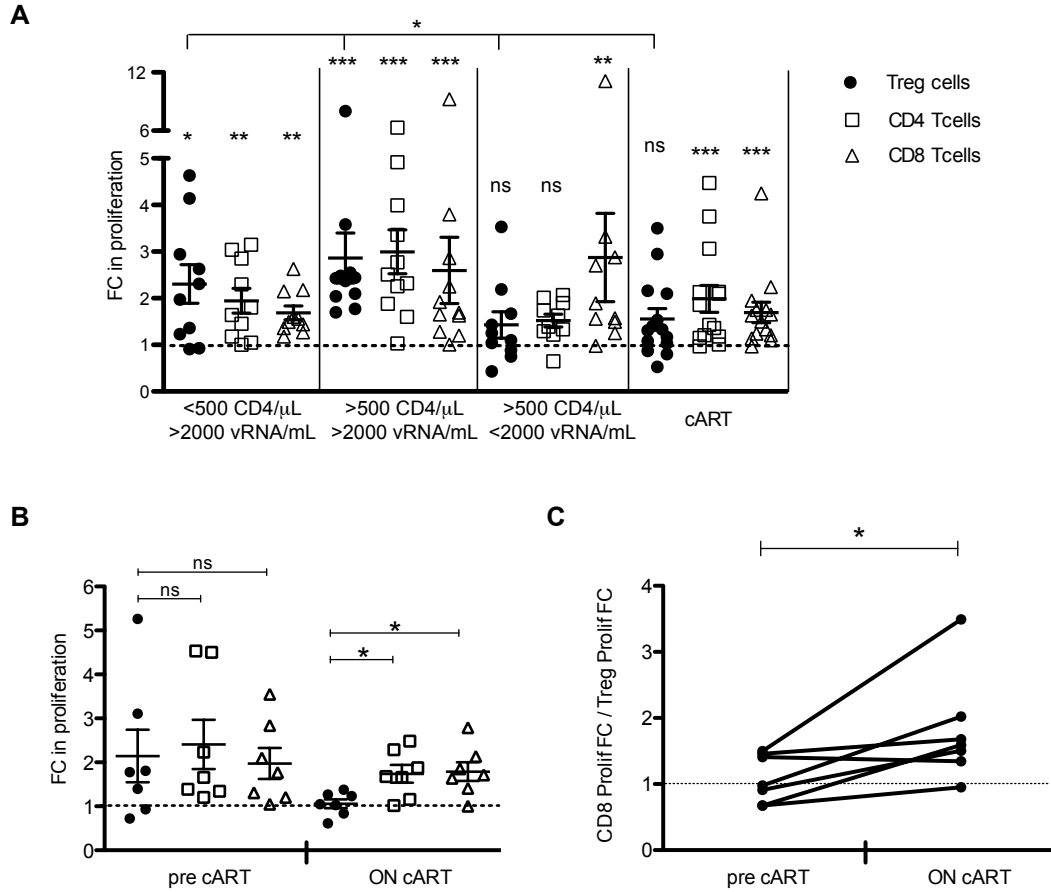 A
*
*** *** *** **
12
6
* ** ** ns *** ***
ns ns
5
4
3
2
1
0
FC in proliferation
Treg cells
CD4 Tcells
CD8 Tcells
<500 CD4/μL
>2000 vRNA/mL
>500 CD4/μL
>2000 vRNA/mL
>500 CD4/μL
<2000 vRNA/mL
cART
B
ns
ns
*
*
6
5
4
3
2
1
0
FC in proliferation
pre cART ON cART
C
*
4
3
2
1
0
CD8 Prolif FC / Treg Prolif FC
pre cART ON cART